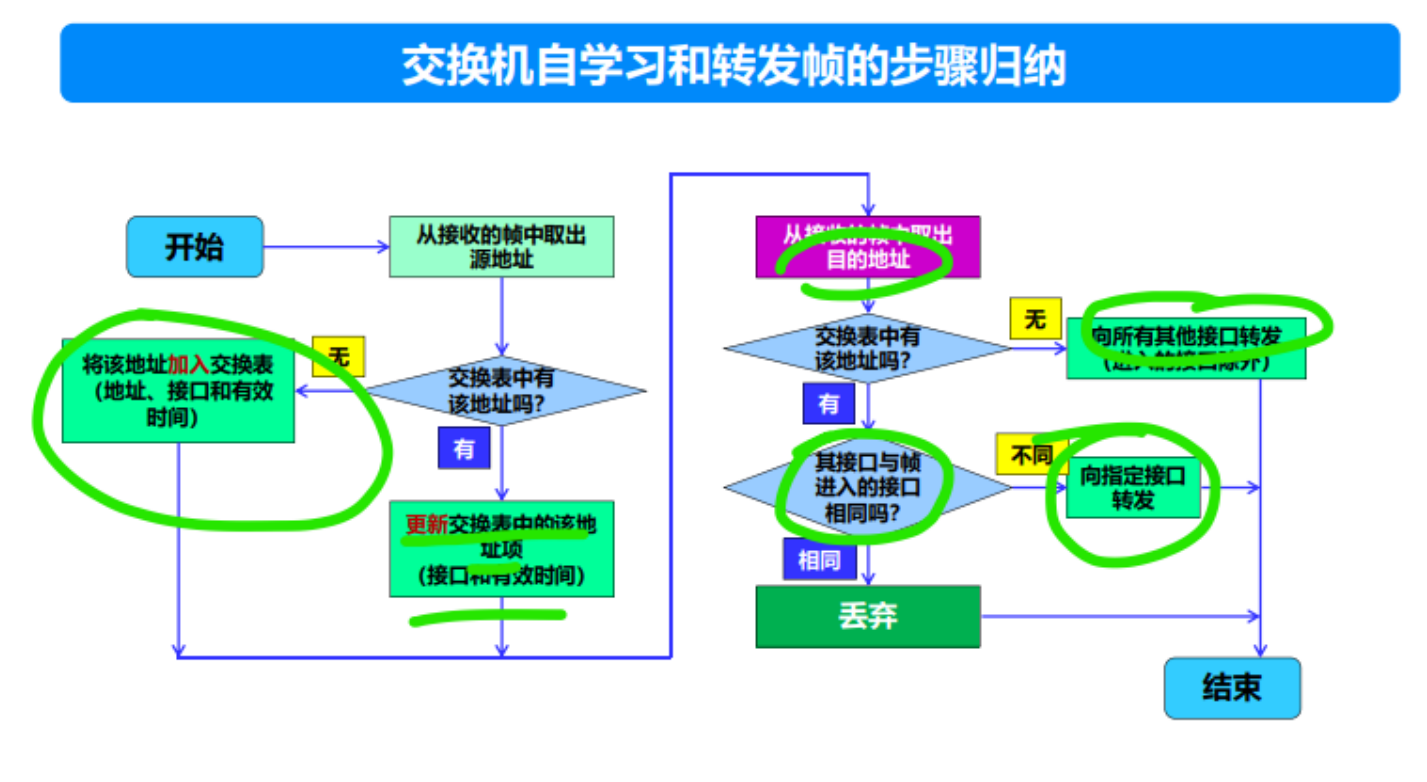 交换机自学习和转发帧的步骤归纳
开始
从接收的帧中取出
源地址
交换表中有
该地址吗？
无
将该地址加入交换表
（地址、接口和有效
时间）
有
更新交换表中的该地
址项
（接口和有效时间）
从接收的帧中取出
目的地址
交换表中有
该地址吗？
无
向所有其他接口转发
（进入的接口除外）
有
其接口与帧
进入的接口
相同吗？
不同
向指定接口
转发
相同
丢弃
结束